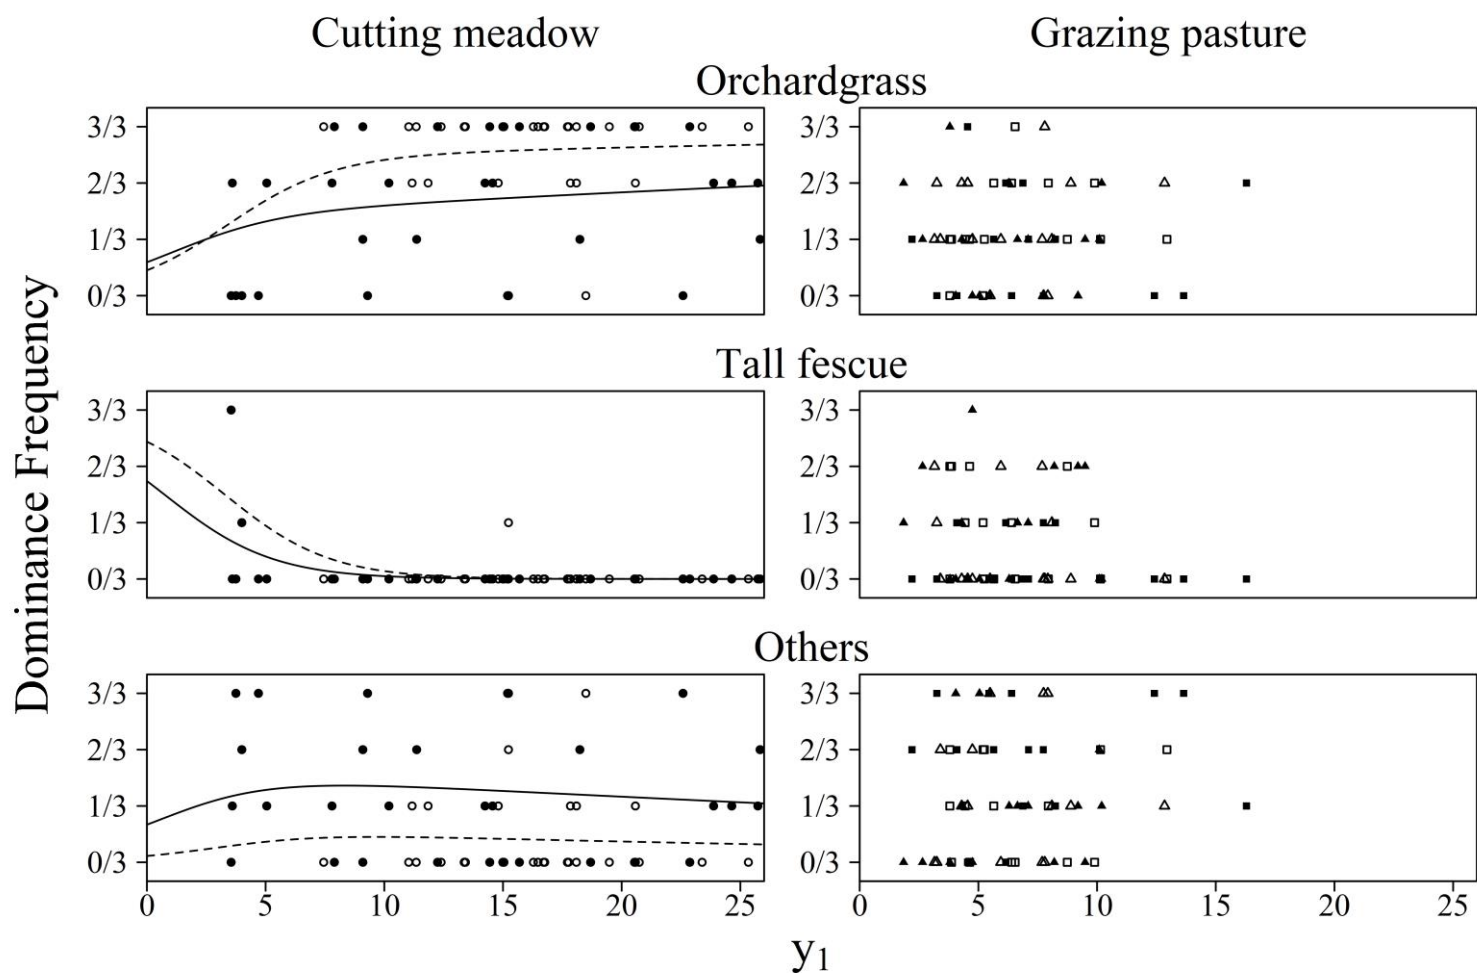 Cutting meadow Grazing pasture
Orchardgrass
3/3 3/3
2/3 2/3
1/3 1/3
0/3 0/3
Tall fescue
3/3 3/3
2/3 2/3
1/3 1/3
0/3 0/3
Others
3/3 3/3
2/3 2/3
1/3 1/3
0/3 0/3
0 5 10 15 20 25 0 5 10 15 20 25
Dominance Frequency
y₁